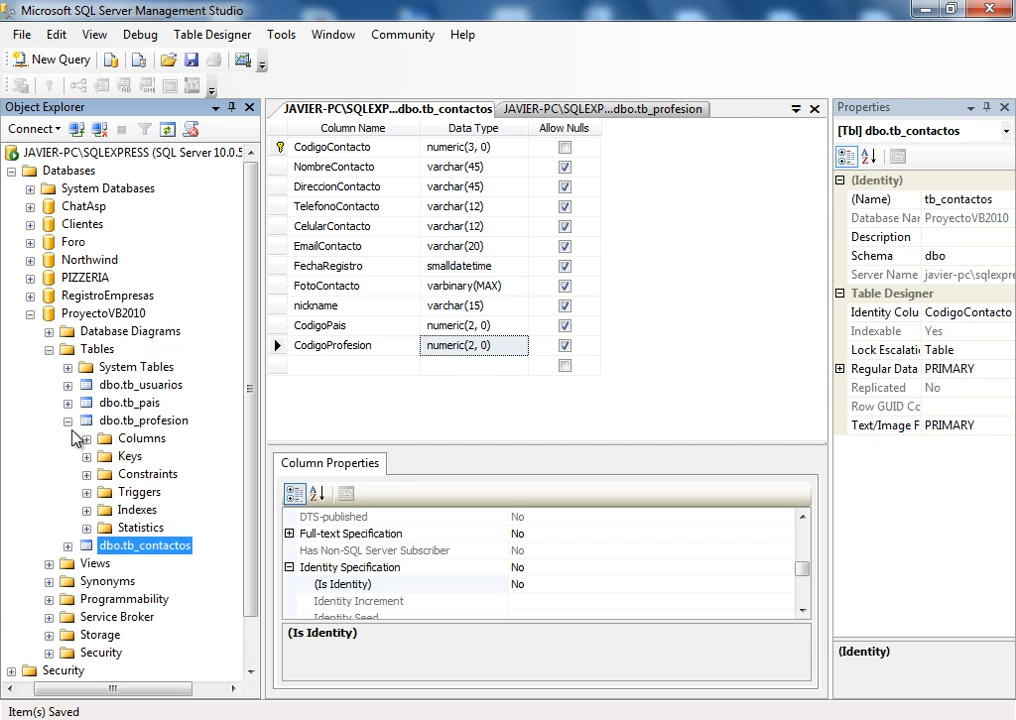 Microsoft SQL Server Management Studio
File Edit View Debug Table Designer Tools Window Community Help
New Query
Object Explorer
Connect
JAVIER-PC\SQLEXPRESS (SQL Server 10.0.5
Databases
System Databases
ChatAsp
Clientes
Foro
Northwind
PIZZERIA
RegistroEmpresas
ProyectoVB2010
Database Diagrams
Tables
System Tables
dbo.tb_usuarios
dbo.tb_pais
dbo.tb_profesion
Columns
Keys
Constraints
Triggers
Indexes
Statistics
dbo.tb_contactos
Views
Synonyms
Programmability
Service Broker
Storage
Security
Security
JAVIER-PC\SQLEXP...dbo.tb_contactos JAVIER-PC\SQLEXP...dbo.tb_profesion
Column Name Data Type Allow Nulls
CodigoContacto numeric(3, 0)
NombreContacto varchar(45)
DireccionContacto varchar(45)
TelefonoContacto varchar(12)
CelularContacto varchar(12)
EmailContacto varchar(20)
FechaRegistro smalldatetime
FotoContacto varbinary(MAX)
nickname varchar(15)
CodigoPais numeric(2, 0)
CodigoProfesion numeric(2, 0)
Column Properties
DTS-published No
Full-text Specification No
Has Non-SQL Server Subscriber No
Identity Specification No
(Is Identity) No
Identity Increment
Identity Seed
(Is Identity)
Properties
[Tbl] dbo.tb_contactos
(Identity)
(Name) tb_contactos
Database Nar ProyectoVB2010
Description
Schema dbo
Server Name javier-pc\sqlexpre
Table Designer
Identity Colu CodigoContacto
Indexable Yes
Lock Escalati Table
Regular Data PRIMARY
Replicated No
Row GUID Cc
Text/Image F PRIMARY
(Identity)
Item(s) Saved